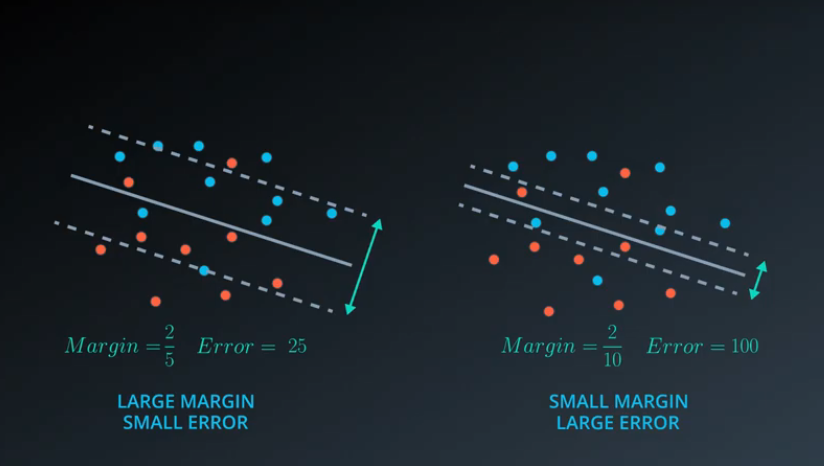 Margin = 2/5 Error = 25
LARGE MARGIN
SMALL ERROR
Margin = 2/10 Error = 100
SMALL MARGIN
LARGE ERROR